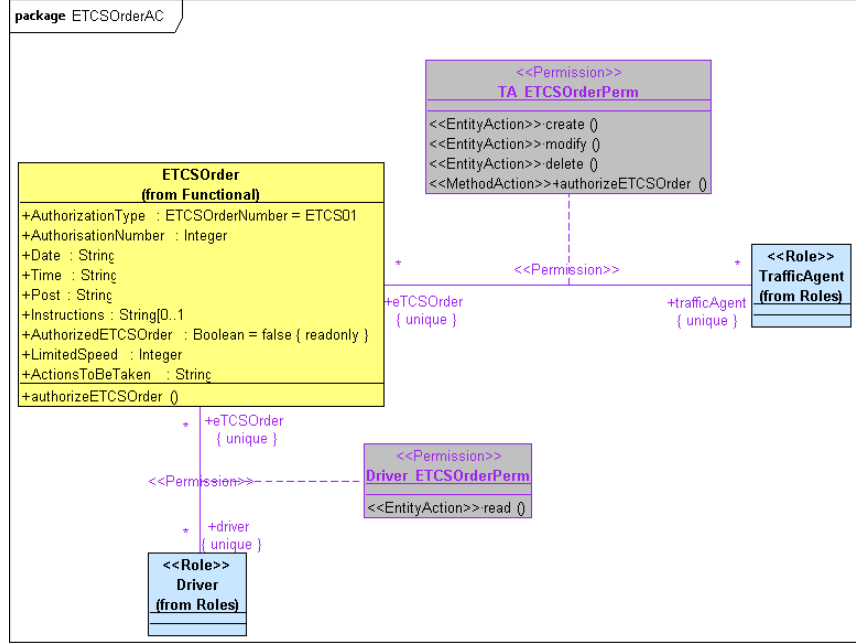 package ETCSOrderAC
<<Permission>>
TA_ETCSOrderPerm
<<EntityAction>>-create ()
<<EntityAction>>-modify ()
<<EntityAction>>-delete ()
<<MethodAction>>+authorizeETCSOrder ()
ETCSOrder
(from Functional)
+AuthorizationType : ETCSOrderNumber = ETCS01
+AuthorisationNumber : Integer
+Date : String
+Time : String
+Post : String
+Instructions : String[0..1
+AuthorizedETCSOrder : Boolean = false { readonly }
+LimitedSpeed : Integer
+ActionsToBeTaken : String
+authorizeETCSOrder ()
*
<<Permission>>
*
+eTCSOrder
{ unique }
+trafficAgent
{ unique }
<<Role>>
TrafficAgent
(from Roles)
*
+eTCSOrder
{ unique }
<<Permission>>
<<Permission>>
Driver_ETCSOrderPerm
<<EntityAction>>-read ()
*
+driver
{ unique }
<<Role>>
Driver
(from Roles)